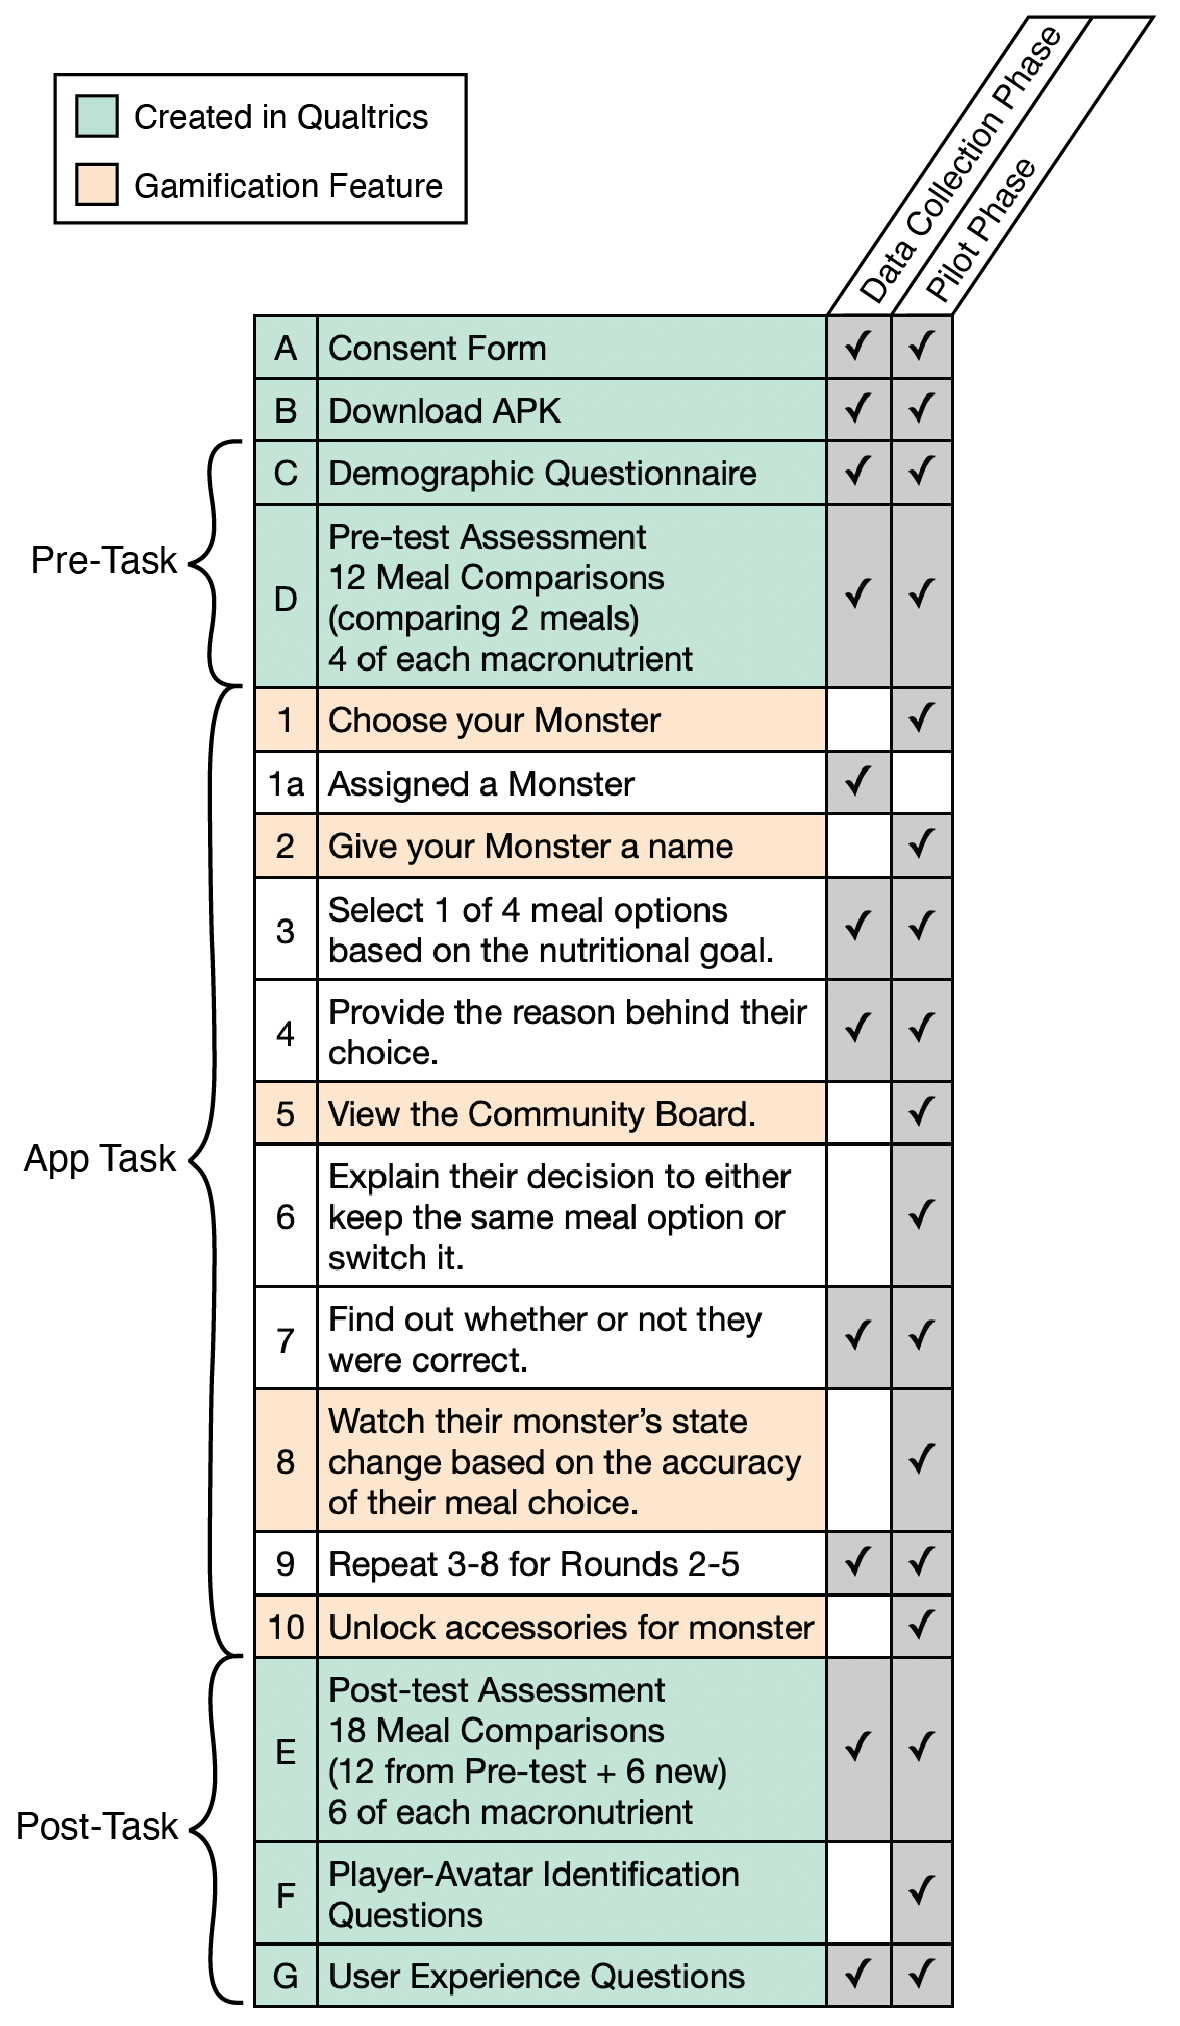 Created in Qualtrics
Gamification Feature
Data Collection Phase
Pilot Phase
A Consent Form ✓ ✓
B Download APK ✓ ✓
Pre-Task
C Demographic Questionnaire ✓ ✓
D Pre-test Assessment
12 Meal Comparisons
(comparing 2 meals)
4 of each macronutrient ✓ ✓
App Task
1 Choose your Monster ✓
1a Assigned a Monster ✓
2 Give your Monster a name ✓
3 Select 1 of 4 meal options
based on the nutritional goal. ✓ ✓
4 Provide the reason behind their
choice. ✓ ✓
5 View the Community Board. ✓
6 Explain their decision to either
keep the same meal option or
switch it. ✓
7 Find out whether or not they
were correct. ✓ ✓
8 Watch their monster's state
change based on the accuracy
of their meal choice. ✓
9 Repeat 3-8 for Rounds 2-5 ✓ ✓
10 Unlock accessories for monster ✓
Post-Task
E Post-test Assessment
18 Meal Comparisons
(12 from Pre-test + 6 new)
6 of each macronutrient ✓ ✓
F Player-Avatar Identification
Questions ✓
G User Experience Questions ✓ ✓